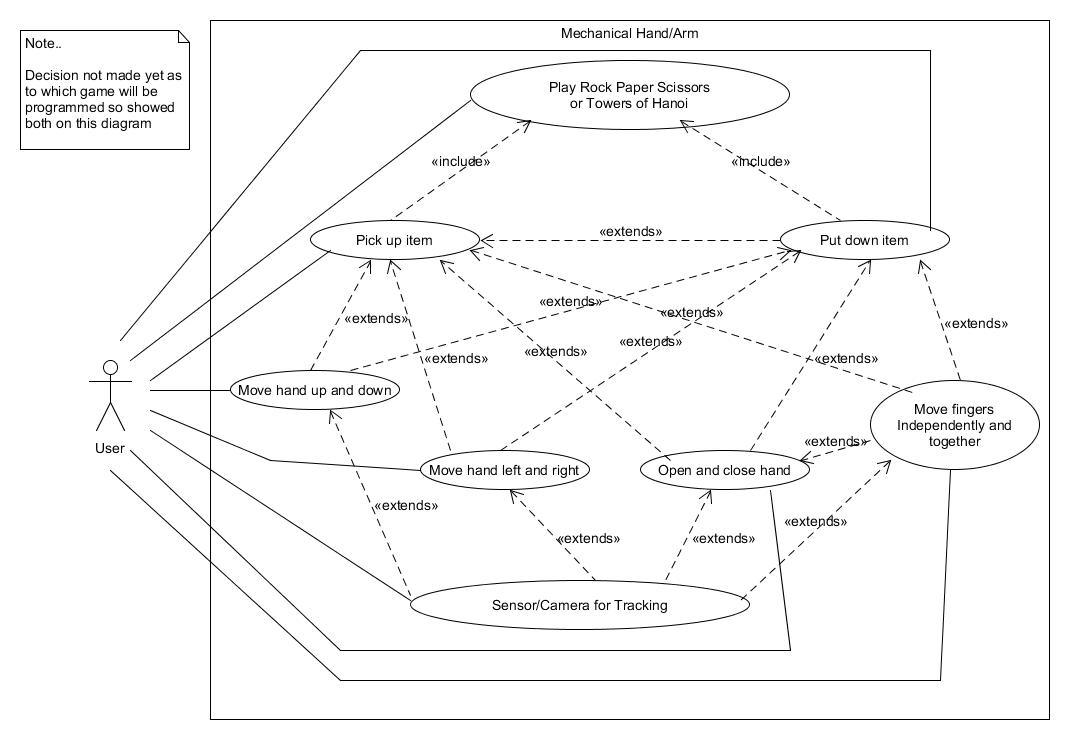 Note..
Decision not made yet as
to which game will be
programmed so showed
both on this diagram
Mechanical Hand/Arm
Play Rock Paper Scissors
or Towers of Hanoi
«include»
«include»
Pick up item
«extends»
Put down item
«extends»
«extends»
«extends»
«extends»
«extends»
«extends»
«extends»
«extends»
User
Move hand up and down
Move fingers
Independently and
together
«extends»
Move hand left and right
Open and close hand
«extends»
«extends»
«extends»
«extends»
Sensor/Camera for Tracking